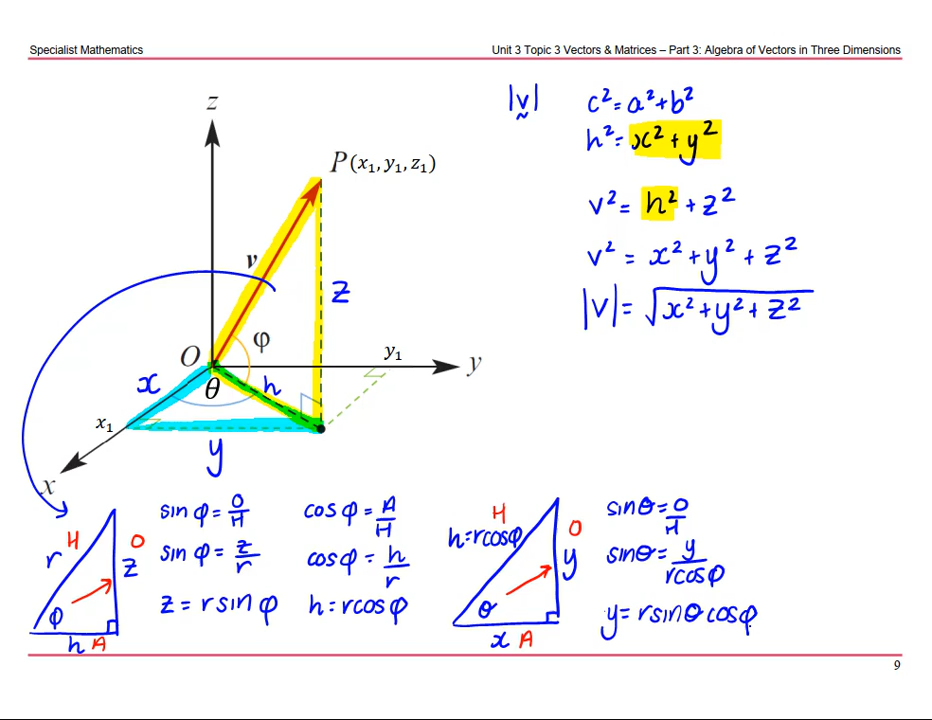 Specialist Mathematics
Unit 3 Topic 3 Vectors & Matrices – Part 3: Algebra of Vectors in Three Dimensions
z
P(x₁, y₁, z₁)
v
z
φ
O
y₁
y
x
θ
h
x₁
y
x
|v|
c² = a² + b²
h² = x² + y²
v² = h² + z²
v² = x² + y² + z²
|v| = √x² + y² + z²
H
r
O
z
φ
h A
sin φ = O/H
sin φ = z/r
z = r sin φ
cos φ = A/H
cos φ = h/r
h = r cos φ
H
h = r cos φ
O
y
θ
x A
sin θ = O/H
sin θ = y/r cos φ
y = r sin θ cos φ
9